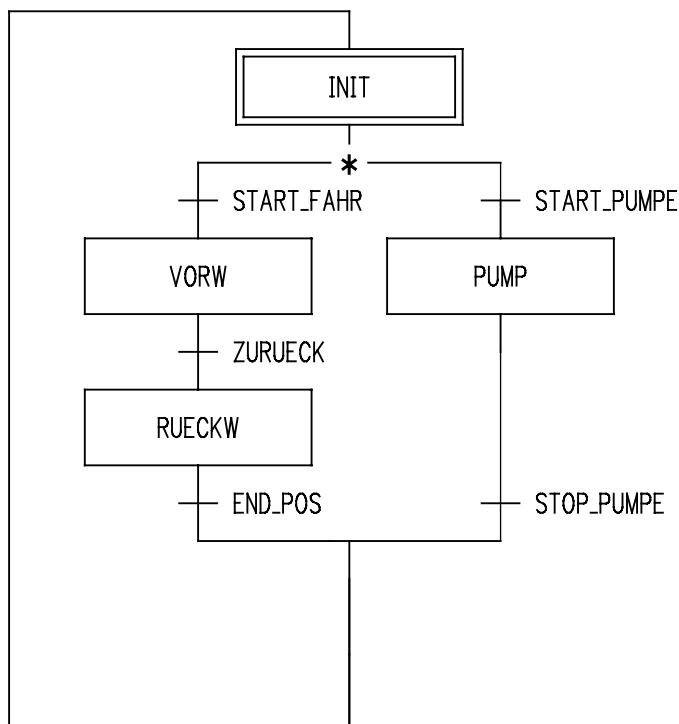 INIT
*
START_FAHR
START_PUMPE
VORW
PUMP
ZURUECK
RUECKW
END_POS
STOP_PUMPE